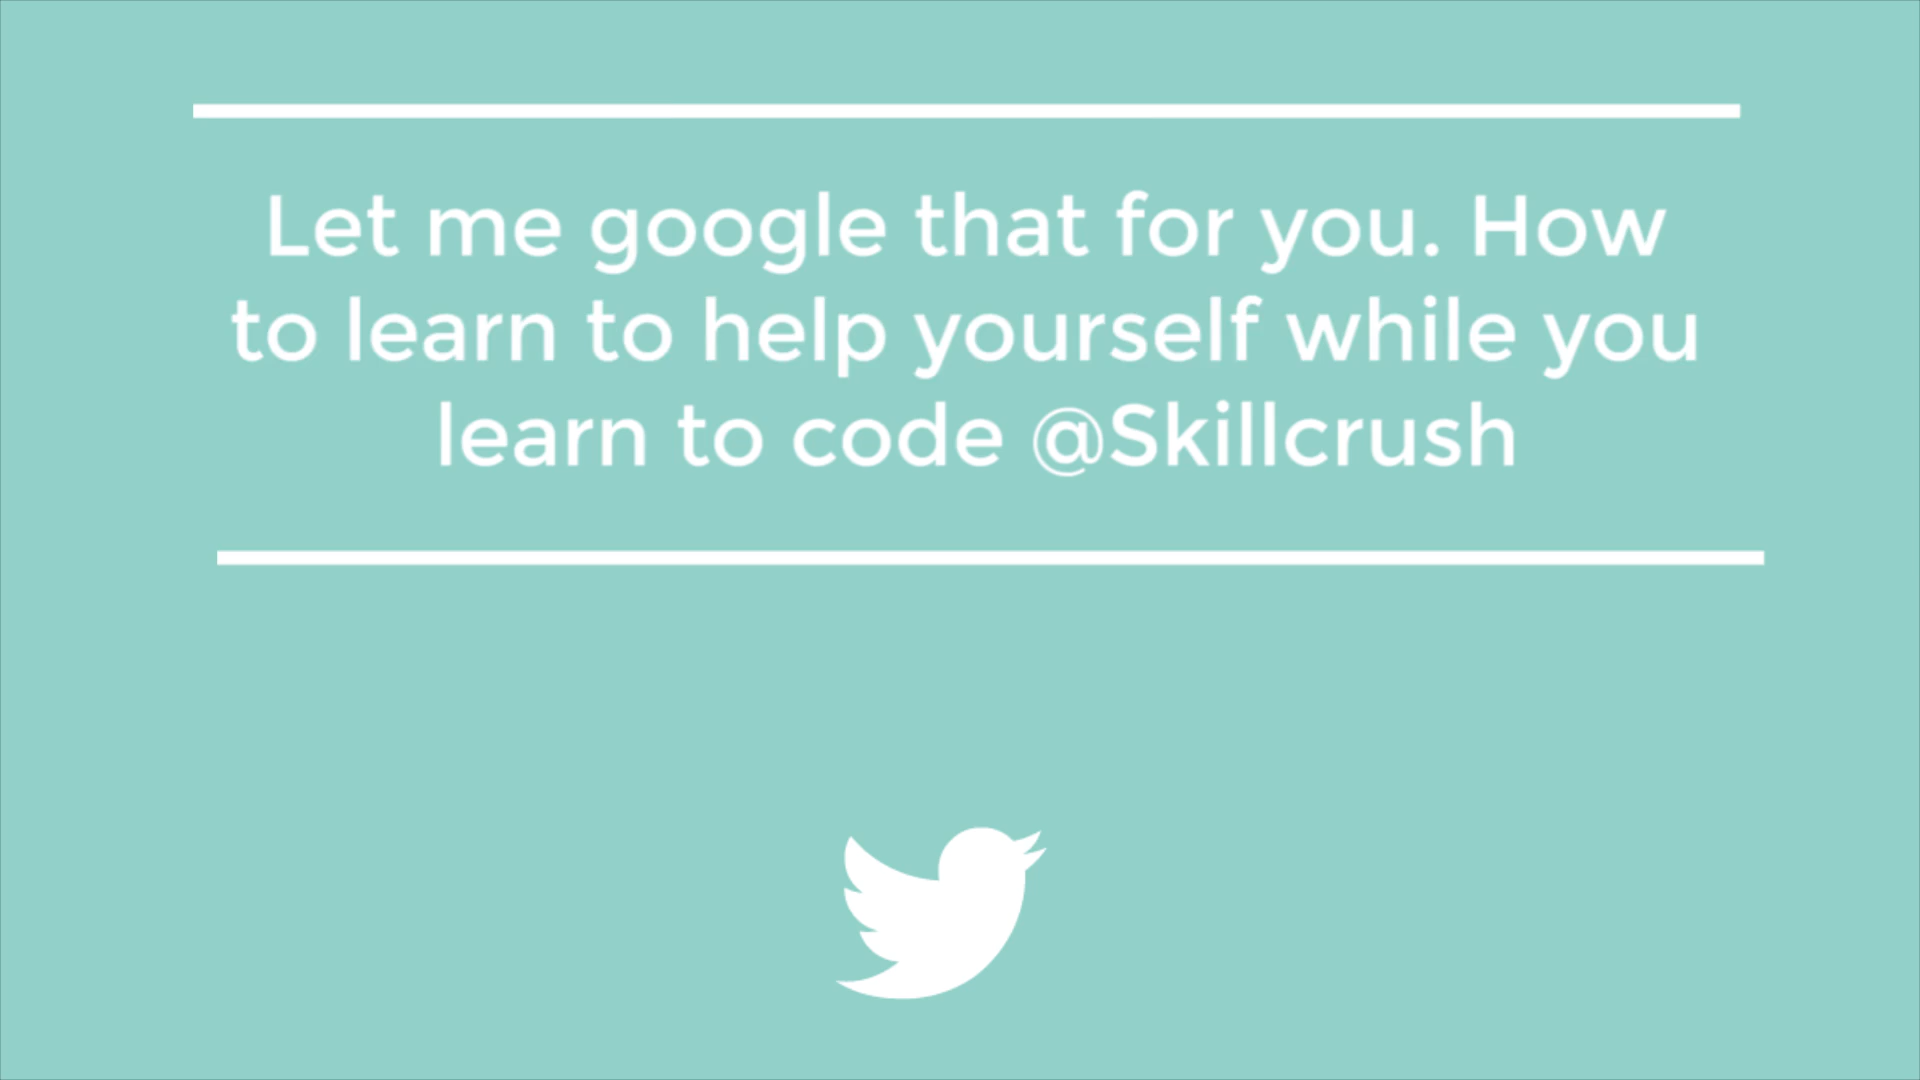 Let me google that for you. How
to learn to help yourself while you
learn to code @Skillcrush